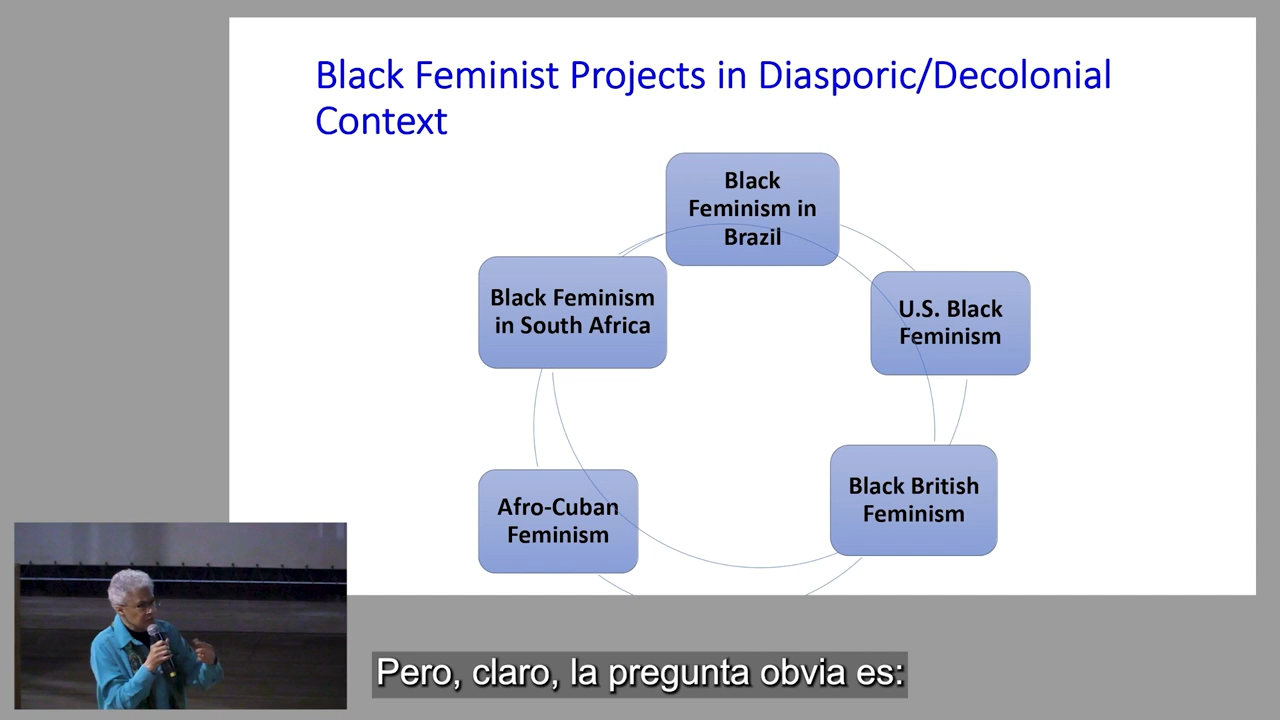 Black Feminist Projects in Diasporic/Decolonial
Context
Black
Feminism in
Brazil
Black Feminism
in South Africa
U.S. Black
Feminism
Afro-Cuban
Feminism
Black British
Feminism
Pero, claro, la pregunta obvia es: